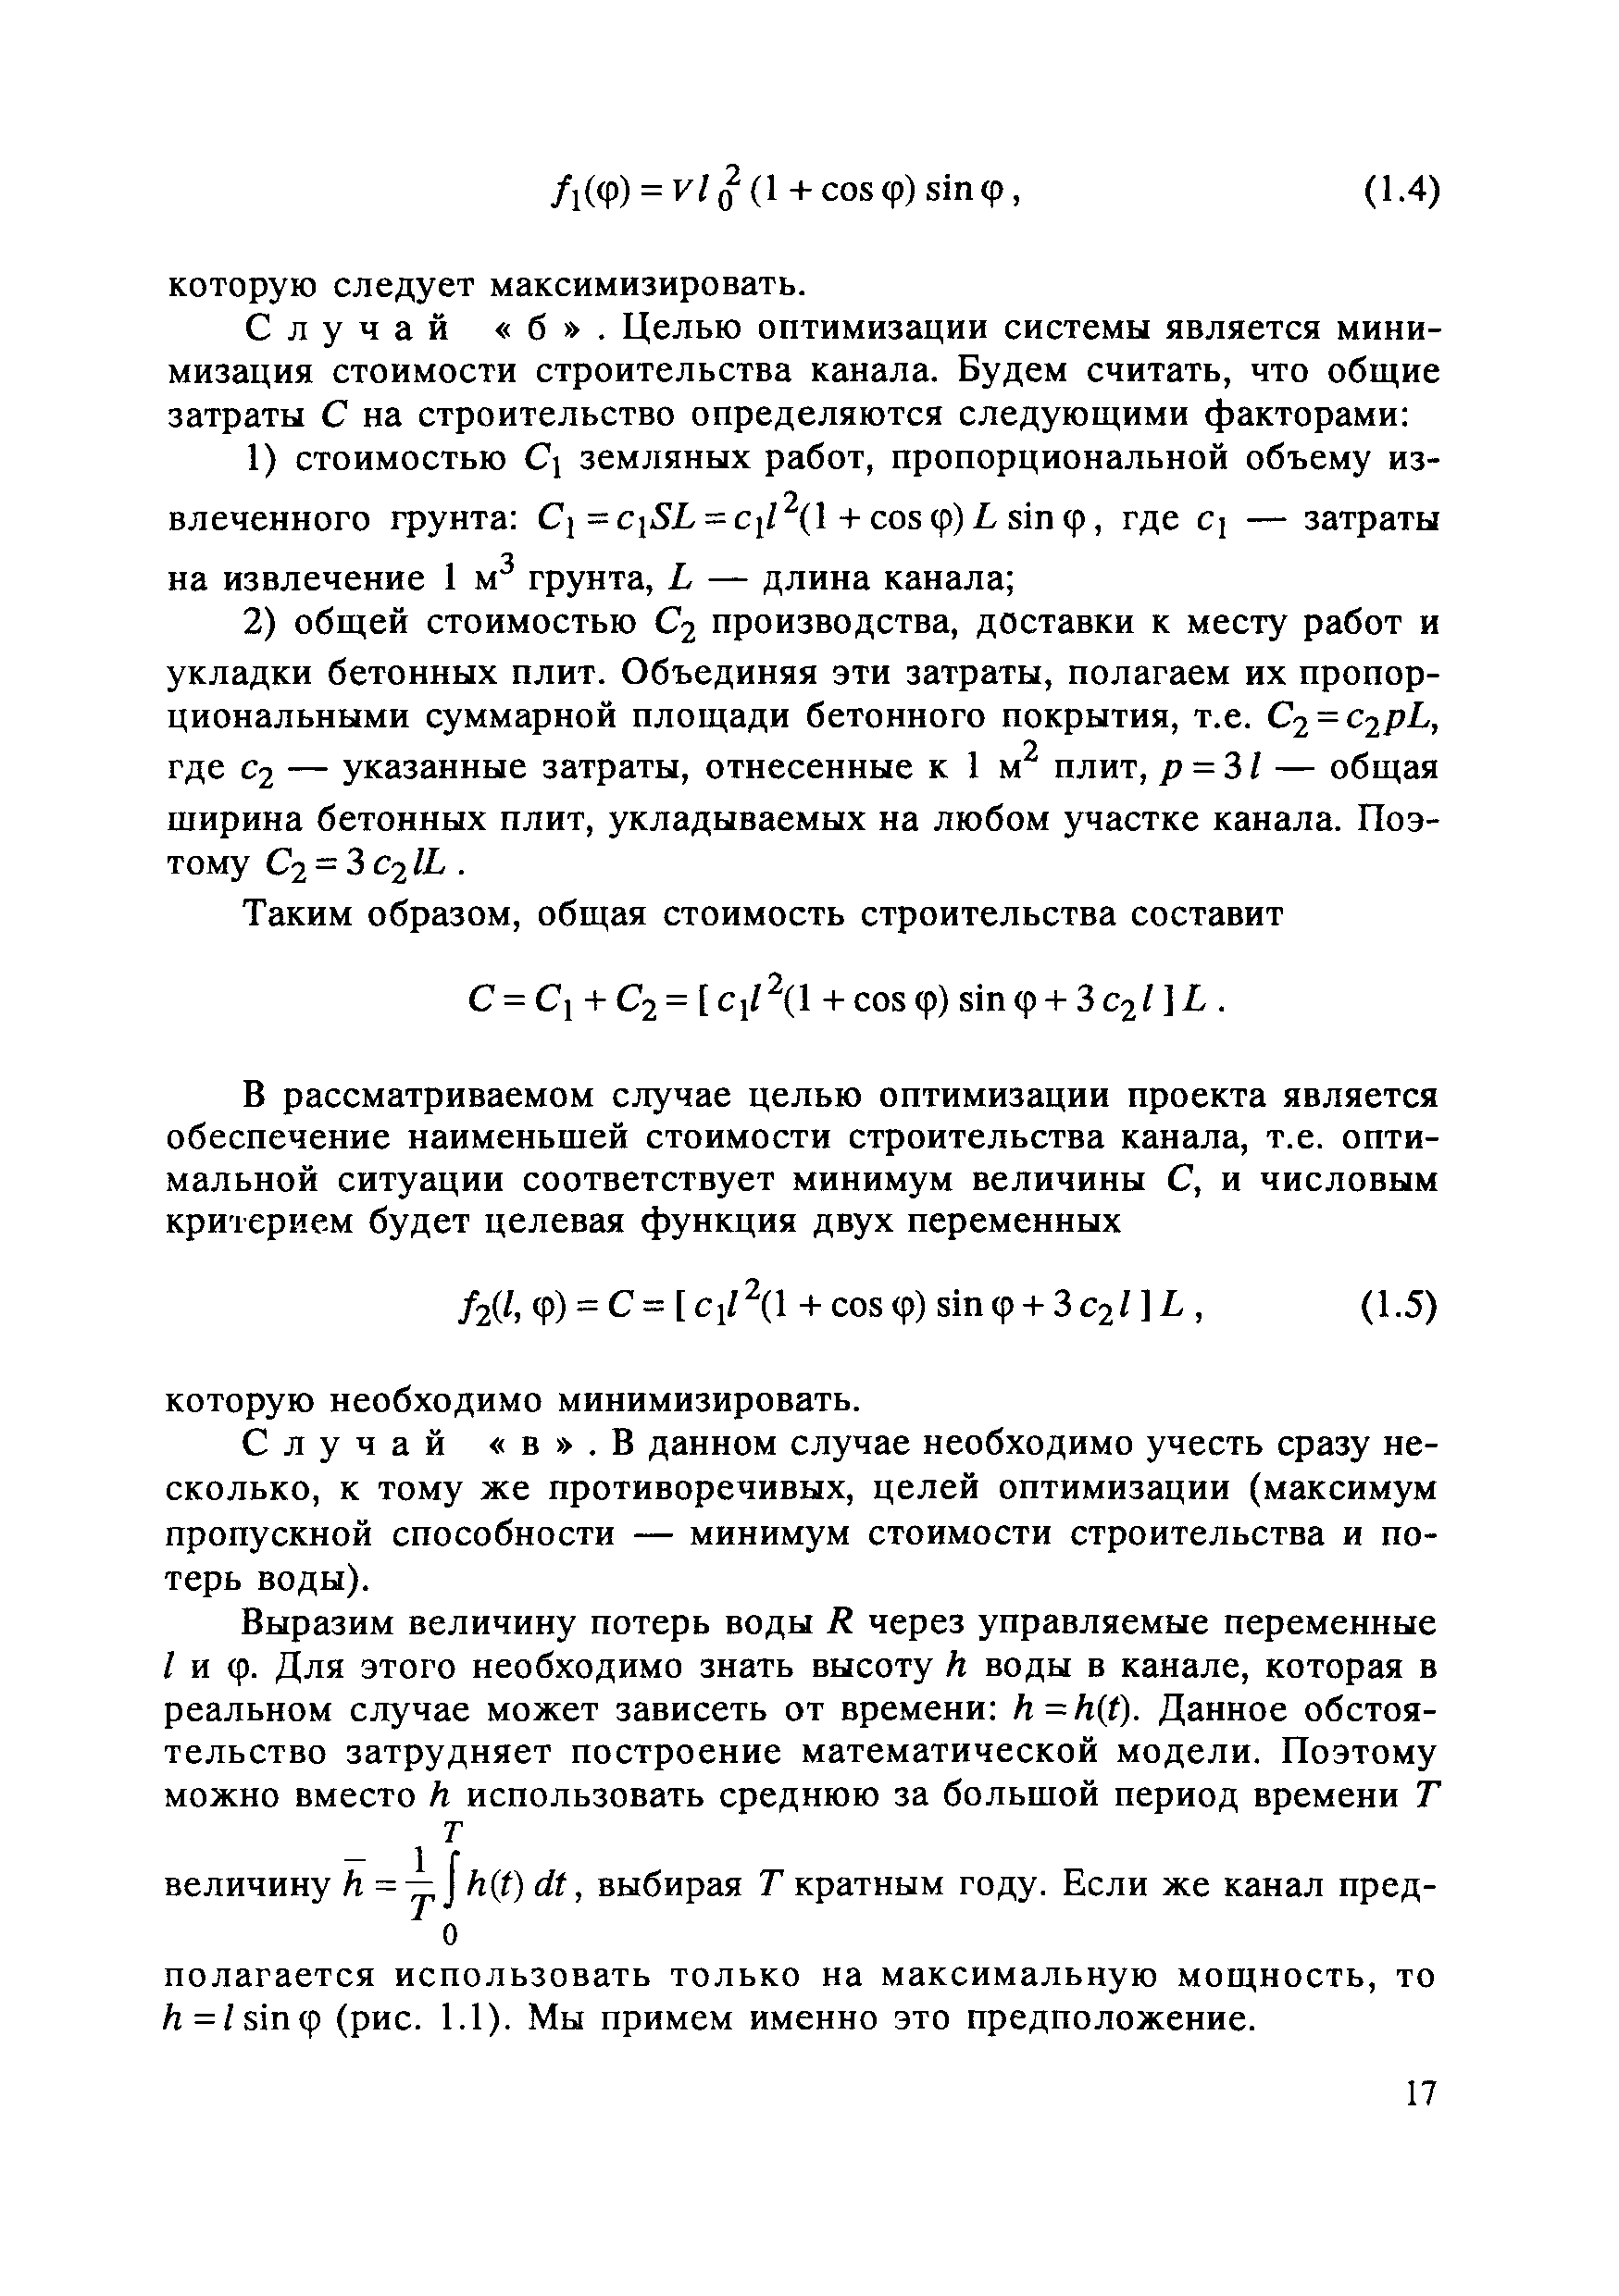 f₁(φ) = Vl₀²(1 + cos φ) sin φ, (1.4)
которую следует максимизировать.
Случай «б». Целью оптимизации системы является мини-
мизация стоимости строительства канала. Будем считать, что общие
затраты C на строительство определяются следующими факторами:
1) стоимостью C₁ земляных работ, пропорциональной объему из-
влеченного грунта: C₁ = c₁SL = c₁l²(1 + cos φ) L sin φ, где c₁ — затраты
на извлечение 1 м³ грунта, L — длина канала;
2) общей стоимостью C₂ производства, доставки к месту работ и
укладки бетонных плит. Объединяя эти затраты, полагаем их пропор-
циональными суммарной площади бетонного покрытия, т.е. C₂ = c₂pL,
где c₂ — указанные затраты, отнесенные к 1 м² плит, p = 3l — общая
ширина бетонных плит, укладываемых на любом участке канала. Поэ-
тому C₂ = 3c₂lL.
Таким образом, общая стоимость строительства составит
C = C₁ + C₂ = [c₁l²(1 + cos φ) sin φ + 3c₂l]L.
В рассматриваемом случае целью оптимизации проекта является
обеспечение наименьшей стоимости строительства канала, т.е. опти-
мальной ситуации соответствует минимум величины C, и числовым
критерием будет целевая функция двух переменных
f₂(l, φ) = C = [c₁l²(1 + cos φ) sin φ + 3c₂l]L, (1.5)
которую необходимо минимизировать.
Случай «в». В данном случае необходимо учесть сразу не-
сколько, к тому же противоречивых, целей оптимизации (максимум
пропускной способности — минимум стоимости строительства и по-
терь воды).
Выразим величину потерь воды R через управляемые переменные
l и φ. Для этого необходимо знать высоту h воды в канале, которая в
реальном случае может зависеть от времени: h = h(t). Данное обстоя-
тельство затрудняет построение математической модели. Поэтому
можно вместо h использовать среднюю за большой период времени T
величину h̄ = 1/T ∫₀ᵀ h(t) dt, выбирая T кратным году. Если же канал пред-
полагается использовать только на максимальную мощность, то
h = l sin φ (рис. 1.1). Мы примем именно это предположение.
17